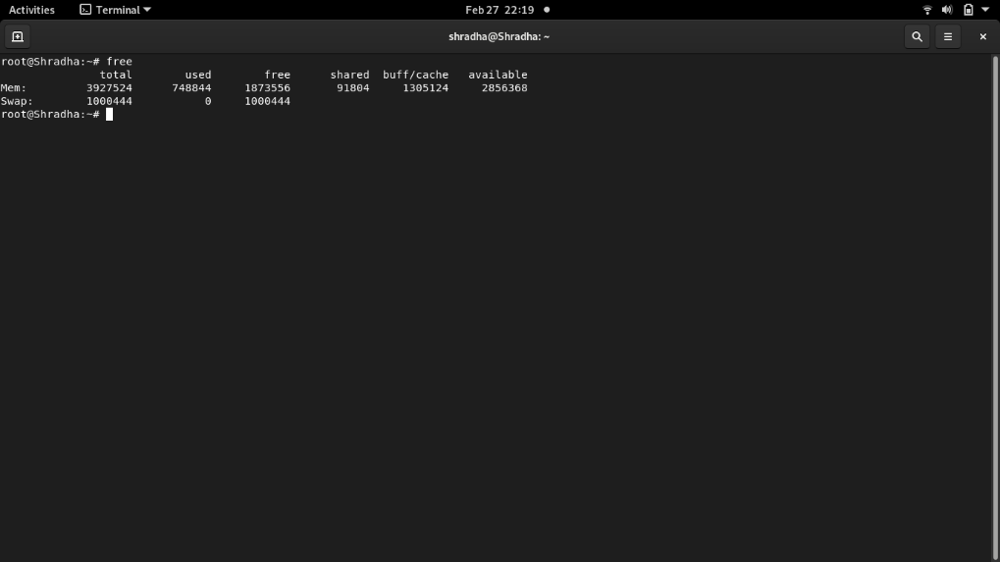 Activities Terminal Feb 27 22:19
shradha@Shradha: ~
root@Shradha:~# free
              total        used        free      shared  buff/cache   available
Mem:        3927524      748844     1873556       91804     1305124     2856368
Swap:       1000444           0     1000444
root@Shradha:~#